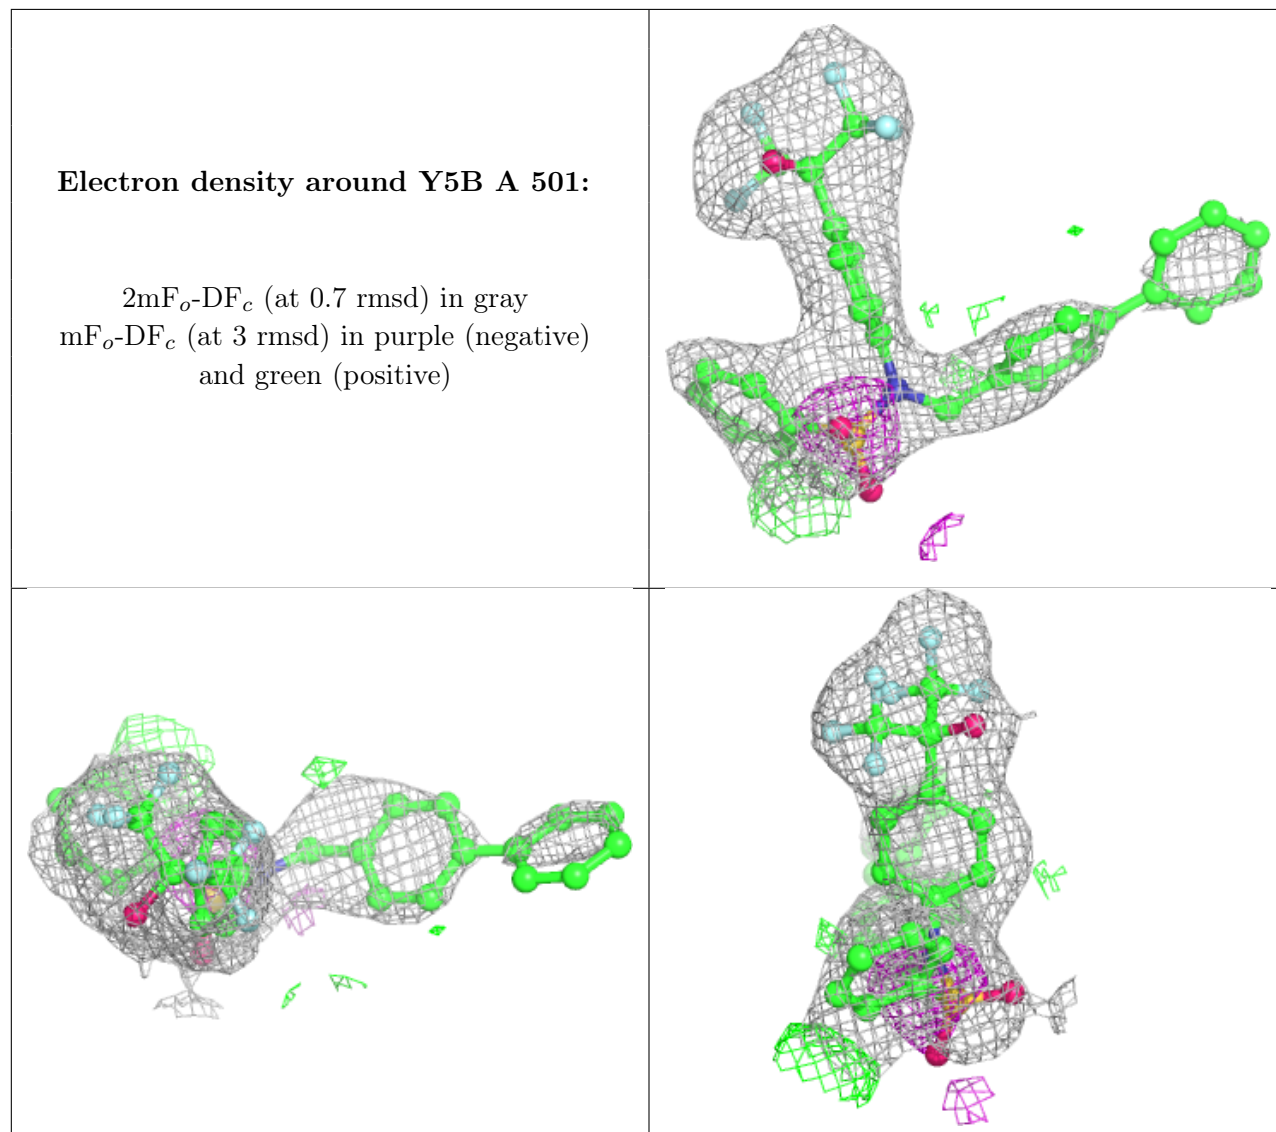 Electron density around Y5B A 501:
2mFo-DFc (at 0.7 rmsd) in gray
mFo-DFc (at 3 rmsd) in purple (negative)
and green (positive)